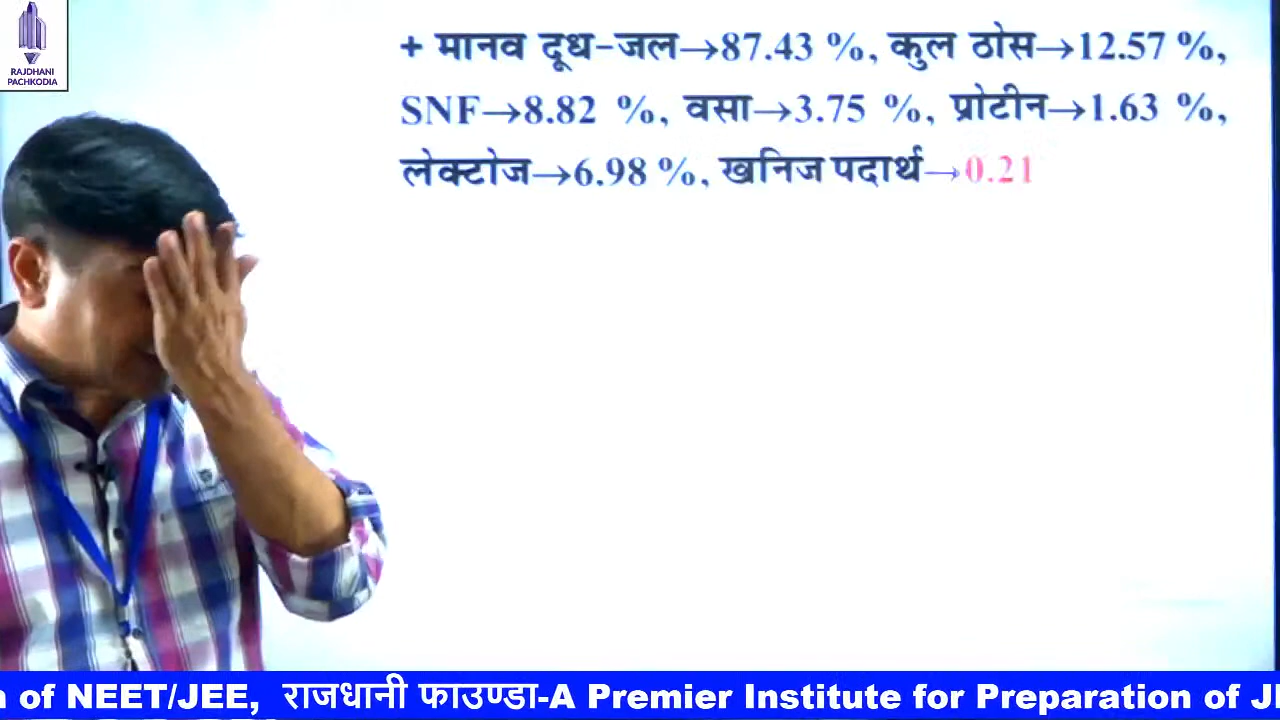 RAJDHANI
PACHKODIA
+ मानव दूध-जल→87.43 %, कुल ठोस→12.57 %,
SNF→8.82 %, वसा→3.75 %, प्रोटीन→1.63 %,
लेक्टोज→6.98 %, खनिज पदार्थ→0.21
of NEET/JEE, राजधानी फाउण्डा-A Premier Institute for Preparation of